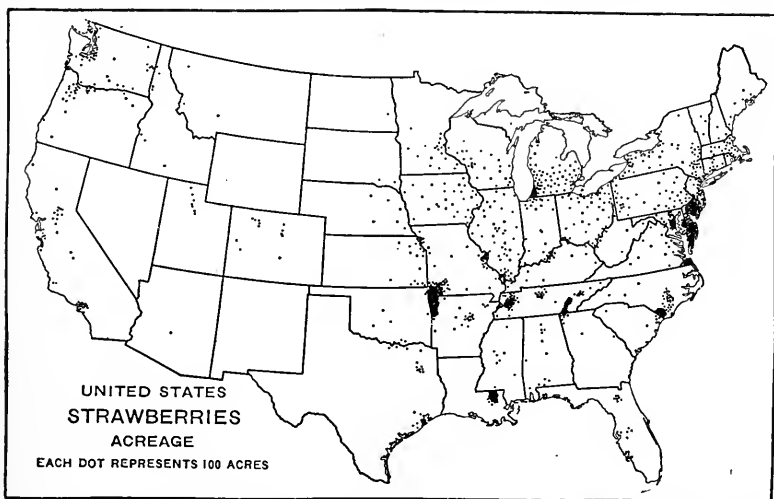 UNITED STATES
STRAWBERRIES
ACREAGE
EACH DOT REPRESENTS 100 ACRES